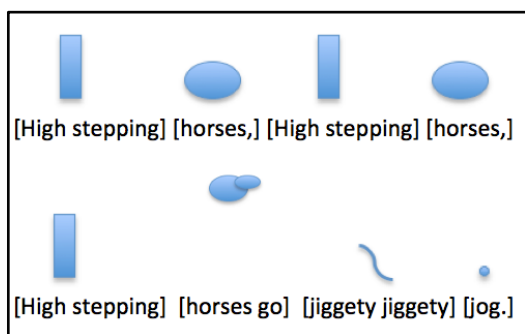 [High stepping] [horses,] [High stepping] [horses,]
[High stepping] [horses go] [jiggety jiggety] [jog.]